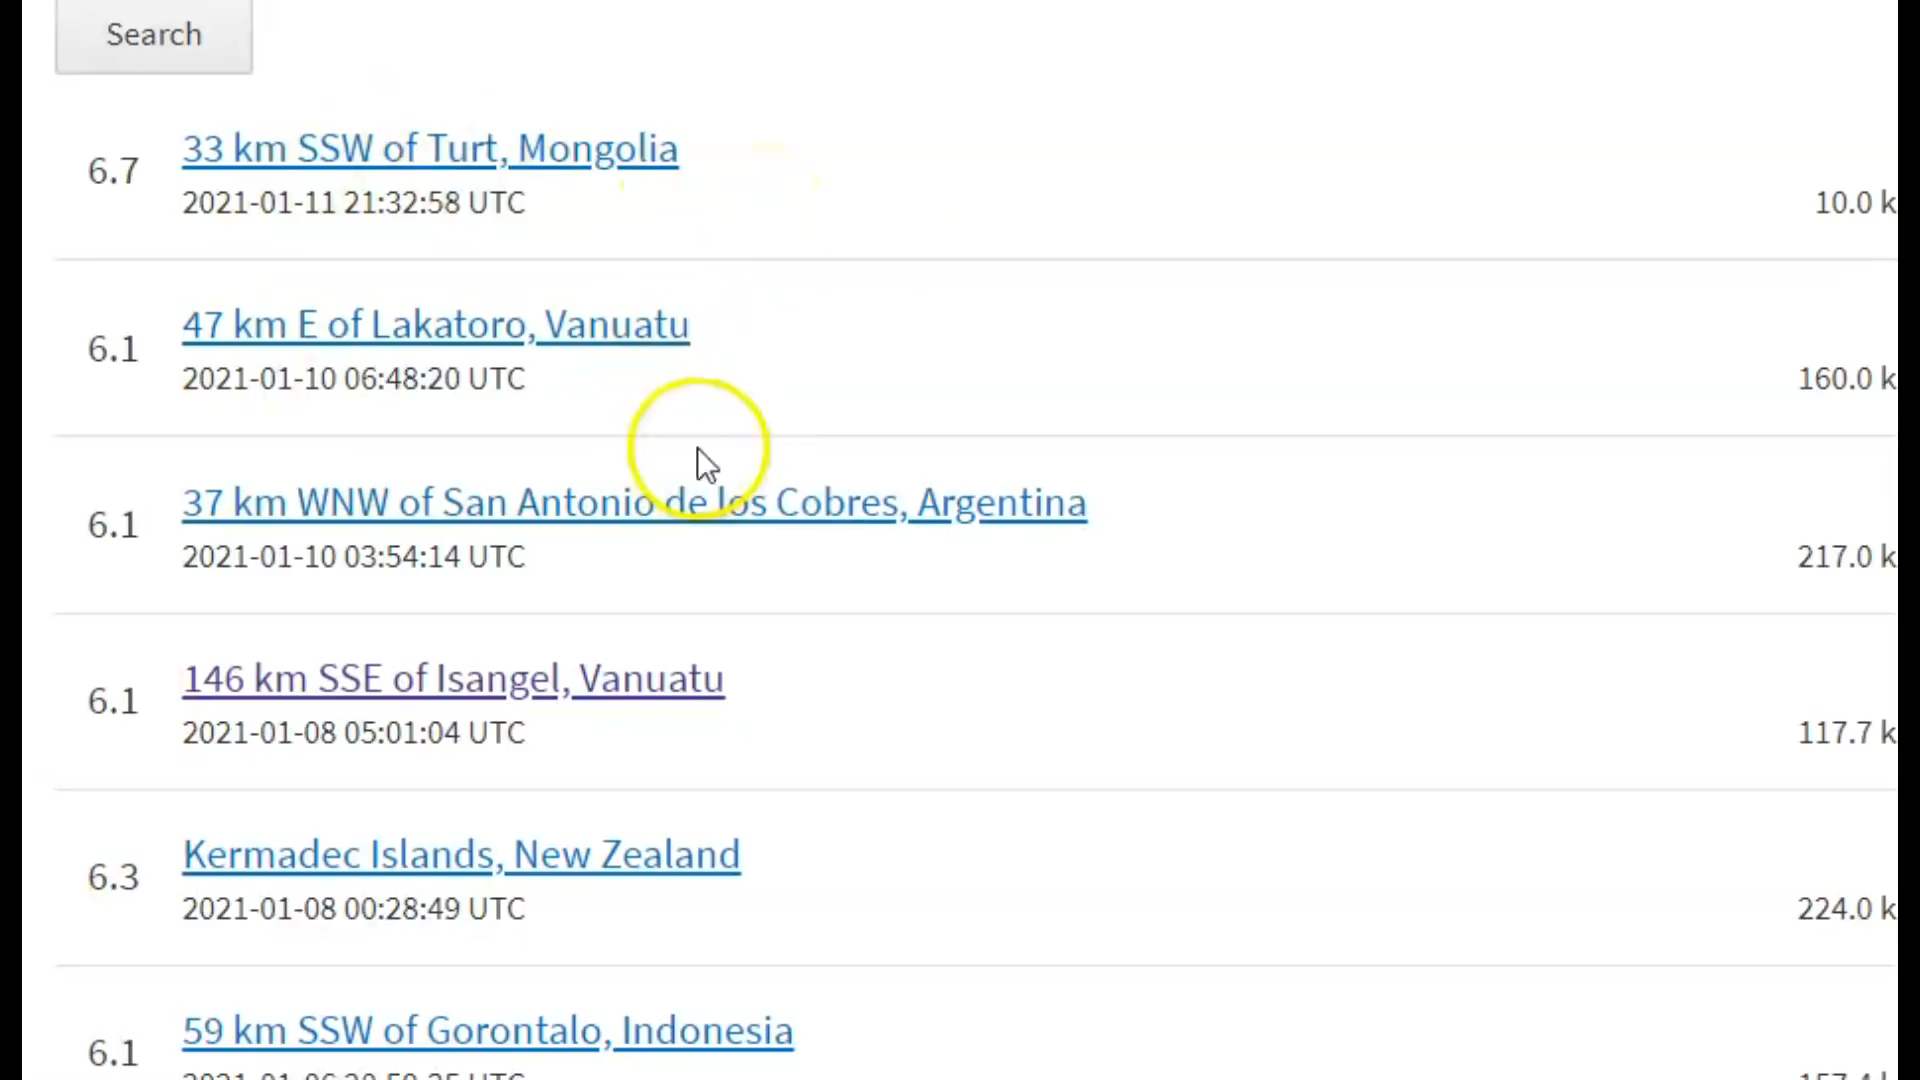 Search
6.7
33 km SSW of Turt, Mongolia
2021-01-11 21:32:58 UTC
10.0 k
6.1
47 km E of Lakatoro, Vanuatu
2021-01-10 06:48:20 UTC
160.0 k
6.1
37 km WNW of San Antonio de los Cobres, Argentina
2021-01-10 03:54:14 UTC
217.0 k
6.1
146 km SSE of Isangel, Vanuatu
2021-01-08 05:01:04 UTC
117.7 k
6.3
Kermadec Islands, New Zealand
2021-01-08 00:28:49 UTC
224.0 k
6.1
59 km SSW of Gorontalo, Indonesia